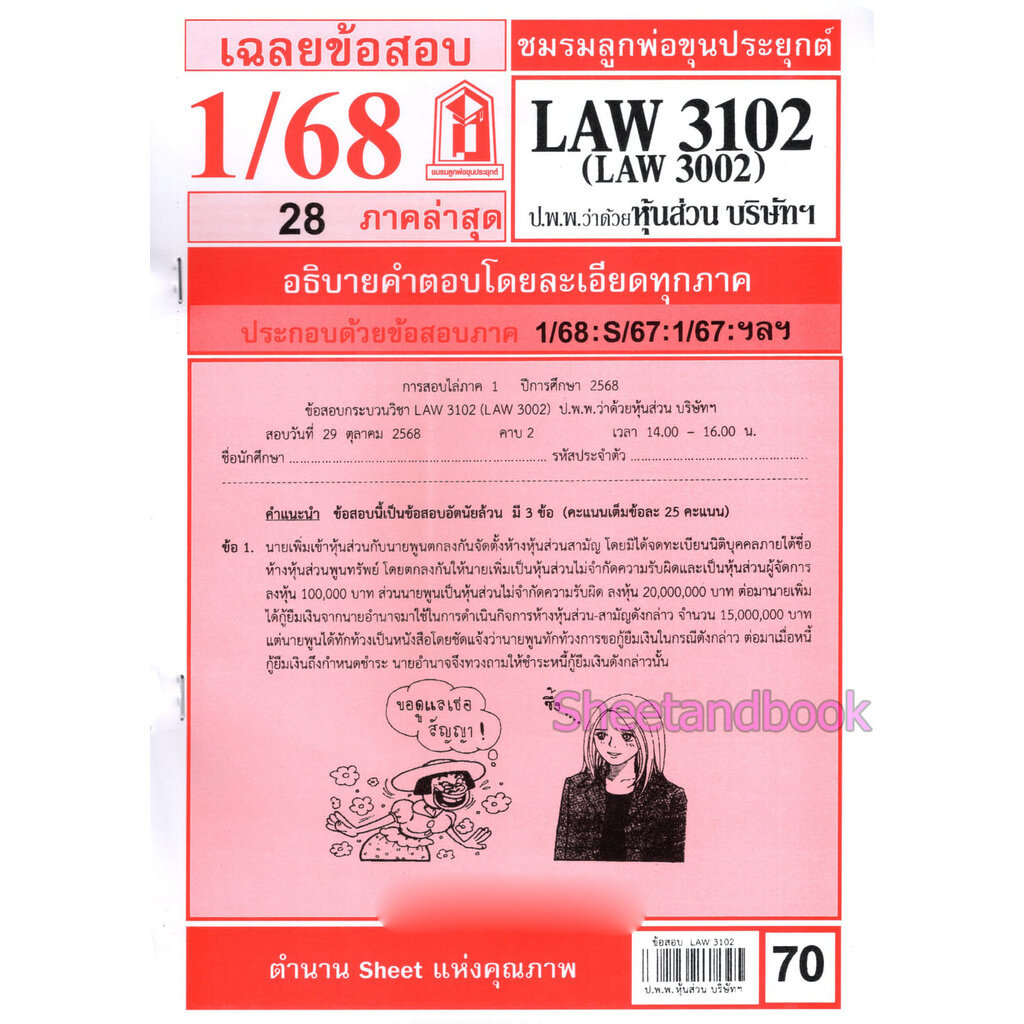 เฉลยข้อสอบ
ชมรมลูกพ่อขุนประยุกต์
1/68
ชมรมลูกพ่อขุนประยุกต์
LAW 3102
(LAW 3002)
28 ภาคล่าสุด
ป.พ.พ.ว่าด้วยหุ้นส่วน บริษัทฯ
อธิบายคำตอบโดยละเอียดทุกภาค
ประกอบด้วยข้อสอบภาค 1/68:S/67:1/67:ฯลฯ
การสอบไล่ภาค 1 ปีการศึกษา 2568
ข้อสอบกระบวนวิชา LAW 3102 (LAW 3002) ป.พ.พ.ว่าด้วยหุ้นส่วน บริษัทฯ
สอบวันที่ 29 ตุลาคม 2568 คาบ 2 เวลา 14.00 – 16.00 น.
ชื่อนักศึกษา ........................................................................ รหัสประจำตัว ..................................................
คำแนะนำ ข้อสอบนี้เป็นข้อสอบอัตนัยล้วน มี 3 ข้อ (คะแนนเต็มข้อละ 25 คะแนน)
ข้อ 1. นายเพิ่มเข้าหุ้นส่วนกับนายพูนตกลงกันจัดตั้งห้างหุ้นส่วนสามัญ โดยมิได้จดทะเบียนนิติบุคคลภายใต้ชื่อ
ห้างหุ้นส่วนพูนทรัพย์ โดยตกลงกันให้นายเพิ่มเป็นหุ้นส่วนไม่จำกัดความรับผิดและเป็นหุ้นส่วนผู้จัดการ
ลงหุ้น 100,000 บาท ส่วนนายพูนเป็นหุ้นส่วนไม่จำกัดความรับผิด ลงหุ้น 20,000,000 บาท ต่อมานายเพิ่ม
ได้กู้ยืมเงินจากนายอำนาจมาใช้ในการดำเนินกิจการห้างหุ้นส่วน-สามัญดังกล่าว จำนวน 15,000,000 บาท
แต่นายพูนได้ทักท้วงเป็นหนังสือโดยชัดแจ้งว่านายพูนทักท้วงการขอกู้ยืมเงินในกรณีดังกล่าว ต่อมาเมื่อหนี้
กู้ยืมเงินถึงกำหนดชำระ นายอำนาจจึงทวงถามให้ชำระหนี้กู้ยืมเงินดังกล่าวนั้น
ขอดูแลเธอ
สัญญา!
ซึ้ง....
Sheetandbook
ตำนาน Sheet แห่งคุณภาพ
ข้อสอบ LAW 3102
ป.พ.พ.หุ้นส่วน บริษัทฯ
70